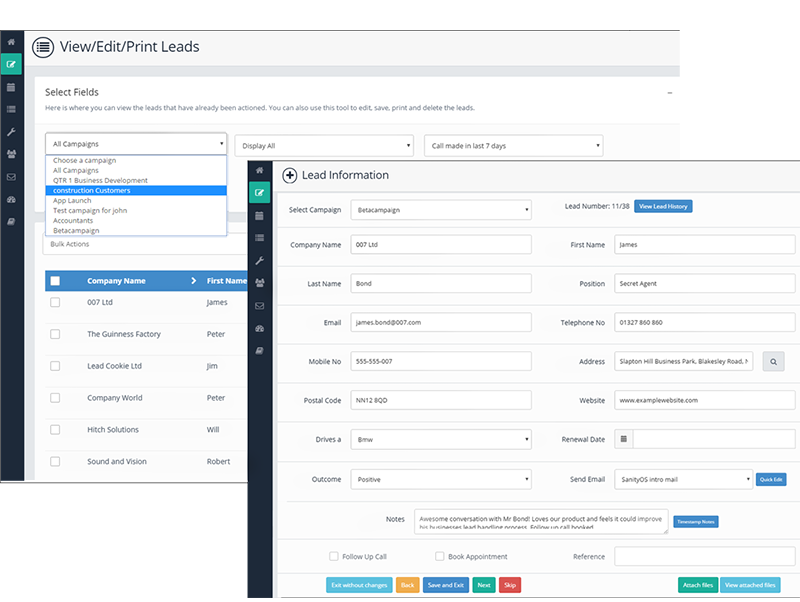 View/Edit/Print Leads
Select Fields
Here is where you can view the leads that have already been actioned. You can also use this tool to edit, save, print and delete the leads.
All Campaigns
Display All
Call made in last 7 days
Choose a campaign
All Campaigns
QTR 1 Business Development
construction Customers
App Launch
Test campaign for john
Accountants
Betacampaign
Bulk Actions
Company Name First Name
007 Ltd James
The Guinness Factory Peter
Lead Cookie Ltd Jim
Company World Peter
Hitch Solutions Will
Sound and Vision Robert
Lead Information
Select Campaign Betacampaign Lead Number: 11/38 View Lead History
Company Name 007 Ltd First Name James
Last Name Bond Position Secret Agent
Email james.bond@007.com Telephone No 01327 860 860
Mobile No 555-555-007 Address Slapton Hill Business Park, Blakesley Road,
Postal Code NN12 8QD Website www.examplewebsite.com
Drives a Bmw Renewal Date
Outcome Positive Send Email SanityOS intro mail Quick Edit
Notes Awesome conversation with Mr Bond! Loves our product and feels it could improve
his businesses lead handling process. Follow up call booked Timestamp Notes
Follow Up Call Book Appointment Reference
Exit without changes Back Save and Exit Next Skip Attach files View attached files